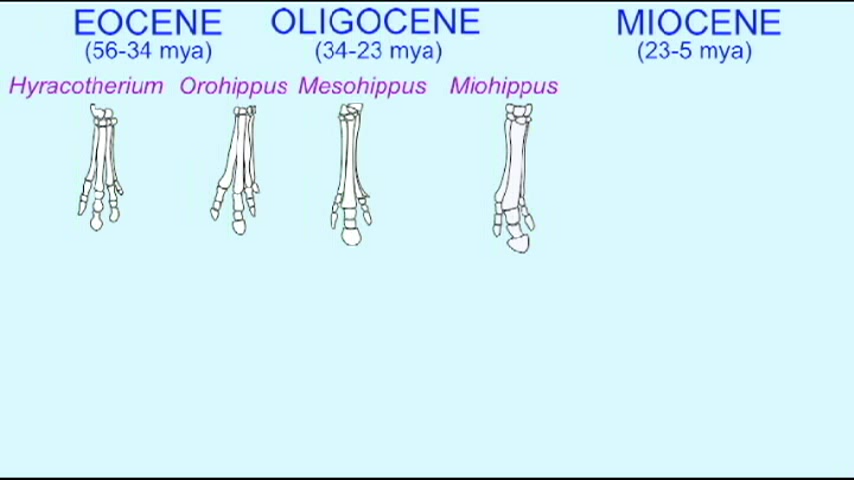 EOCENE OLIGOCENE MIOCENE
(56-34 mya) (34-23 mya) (23-5 mya)
Hyracotherium Orohippus Mesohippus Miohippus